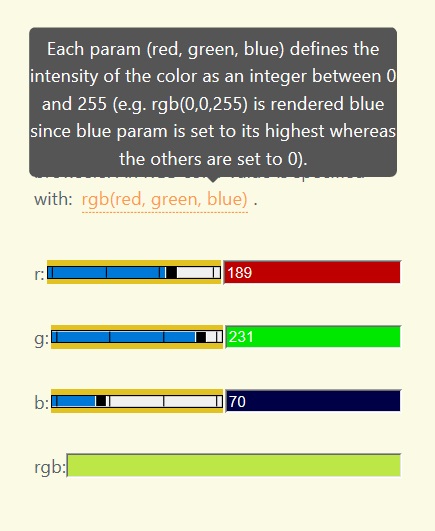 Each param (red, green, blue) defines the
intensity of the color as an integer between 0
and 255 (e.g. rgb(0,0,255) is rendered blue
since blue param is set to its highest whereas
the others are set to 0).
with: rgb(red, green, blue) .
r: 189
g: 231
b: 70
rgb: